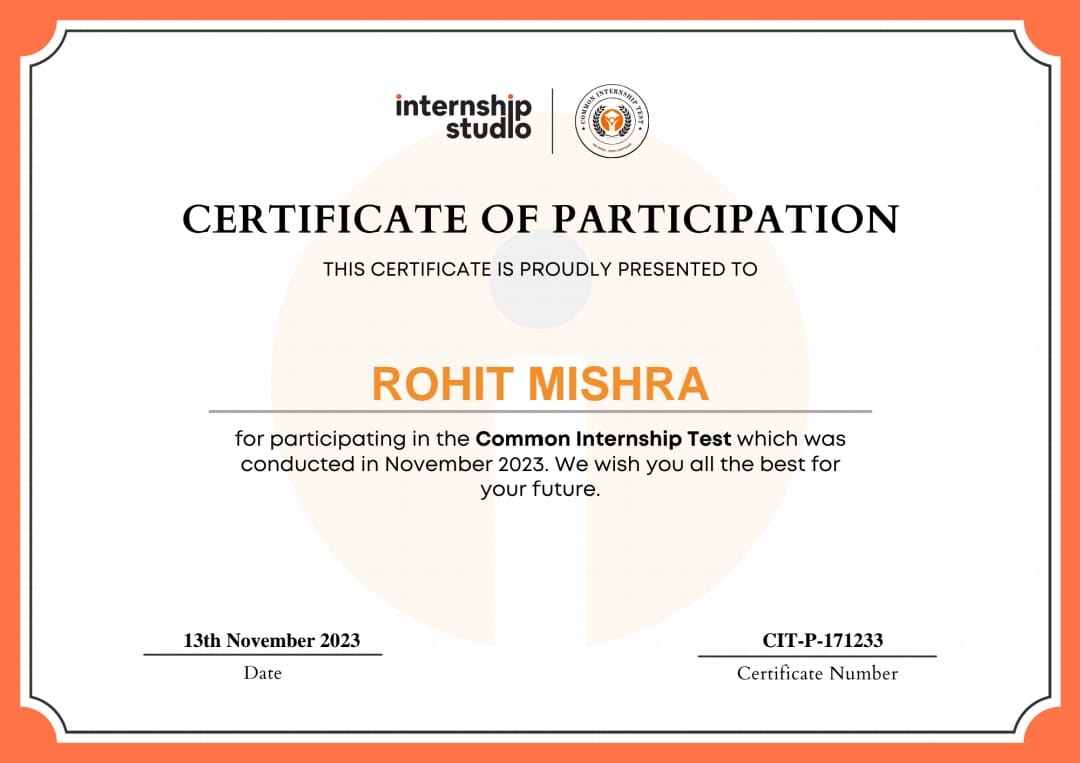 internship
studio
COMMON INTERNSHIP TEST
CERTIFICATE OF PARTICIPATION
THIS CERTIFICATE IS PROUDLY PRESENTED TO
ROHIT MISHRA
for participating in the Common Internship Test which was
conducted in November 2023. We wish you all the best for
your future.
13th November 2023
Date
CIT-P-171233
Certificate Number